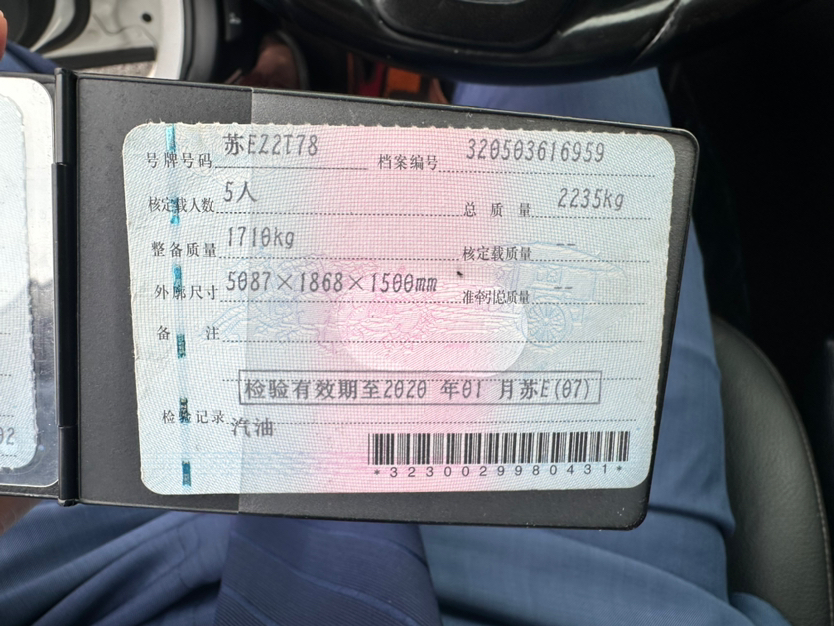 号牌号码 苏EZ2T78 档案编号 320503616959
核定载人数 5人 总质量 2235kg
整备质量 1710kg 核定载质量 --
外廓尺寸 5087×1868×1500mm 准牵引总质量 --
备注
检验有效期至2020 年01 月苏E(07)
检验记录
汽油
*3230029980431*
92